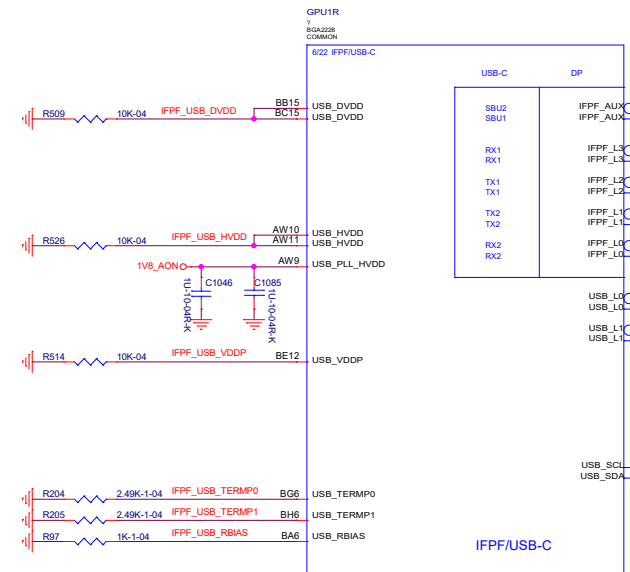 GPU1R
?
BGA2228
COMMON
6/22 IFPF/USB-C
USB-C DP
R509 10K-04 IFPF_USB_DVDD BB15 USB_DVDD
BC15 USB_DVDD
SBU2 IFPF_AUX
SBU1 IFPF_AUX
RX1 IFPF_L3
RX1 IFPF_L3
TX1 IFPF_L2
TX1 IFPF_L2
TX2 IFPF_L1
TX2 IFPF_L1
R526 10K-04 IFPF_USB_HVDD AW10 USB_HVDD
AW11 USB_HVDD
RX2 IFPF_L0
RX2 IFPF_L0
1V8_AON AW9 USB_PLL_HVDD
C1046 1U-10-04R-K
C1085 1U-10-04R-K
USB_L0
USB_L0
USB_L1
USB_L1
R514 10K-04 IFPF_USB_VDDP BE12 USB_VDDP
USB_SCL
USB_SDA
R204 2.49K-1-04 IFPF_USB_TERMP0 BG6 USB_TERMP0
R205 2.49K-1-04 IFPF_USB_TERMP1 BH6 USB_TERMP1
R97 1K-1-04 IFPF_USB_RBIAS BA6 USB_RBIAS
IFPF/USB-C